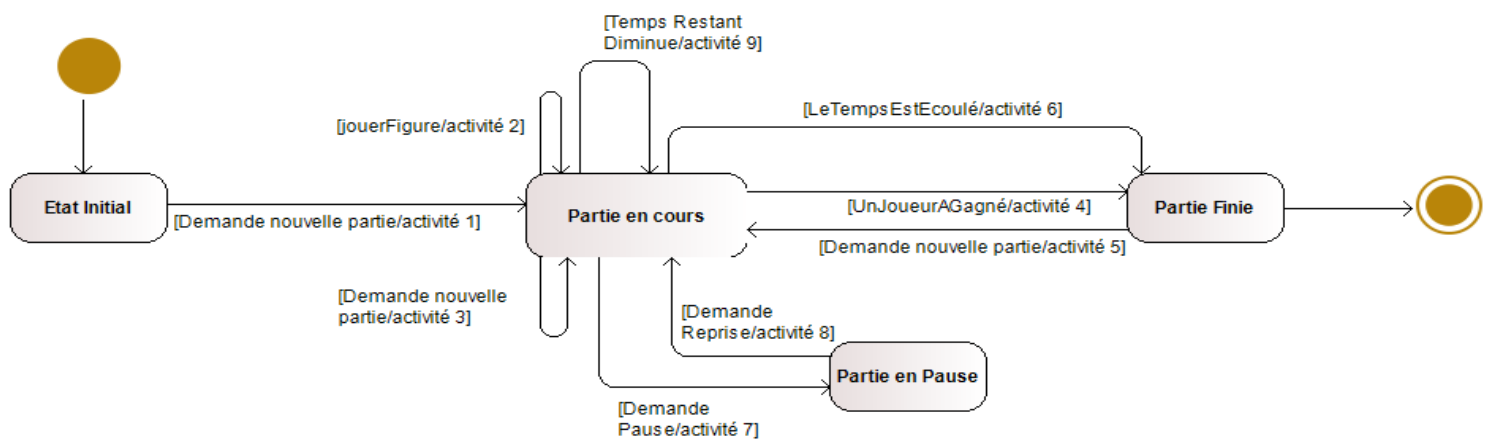 [Temps Restant
Diminue/activité 9]
[jouerFigure/activité 2]
[LeTempsEstEcoulé/activité 6]
Etat Initial
[Demande nouvelle partie/activité 1]
Partie en cours
[UnJoueurAGagné/activité 4]
Partie Finie
[Demande nouvelle partie/activité 5]
[Demande nouvelle
partie/activité 3]
[Demande
Reprise/activité 8]
Partie en Pause
[Demande
Pause/activité 7]